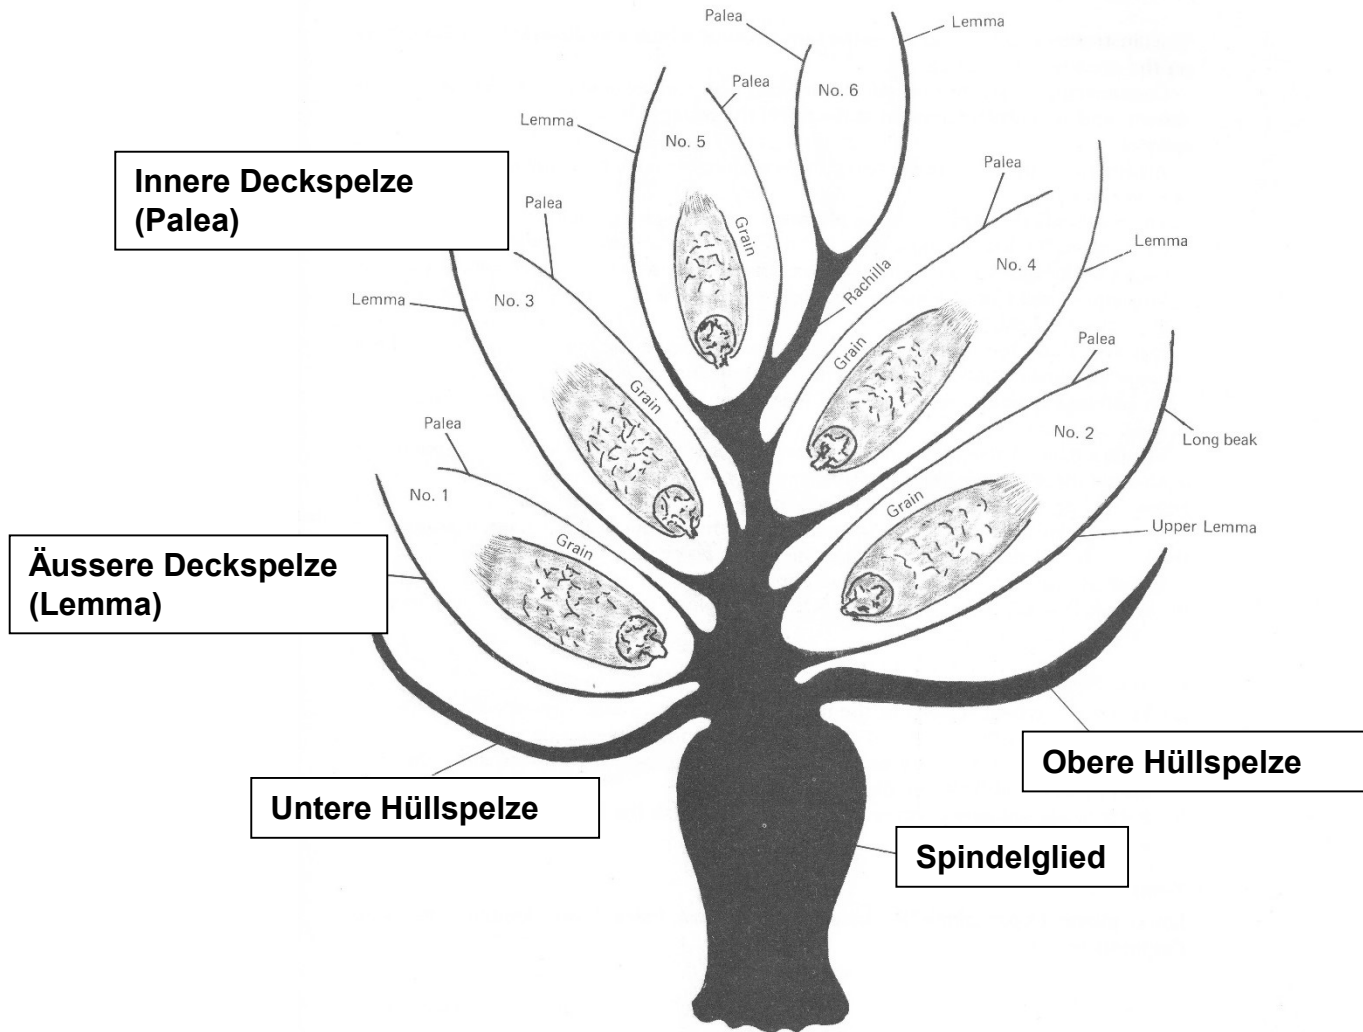 Palea
Lemma
No. 6
Palea
Lemma
No. 5
Grain
Innere Deckspelze
(Palea)
Palea
Lemma
No. 3
Grain
Palea
Lemma
No. 4
Rachilla
Grain
Palea
No. 2
Long beak
Grain
Upper Lemma
Palea
No. 1
Grain
Äussere Deckspelze
(Lemma)
Obere Hüllspelze
Untere Hüllspelze
Spindelglied